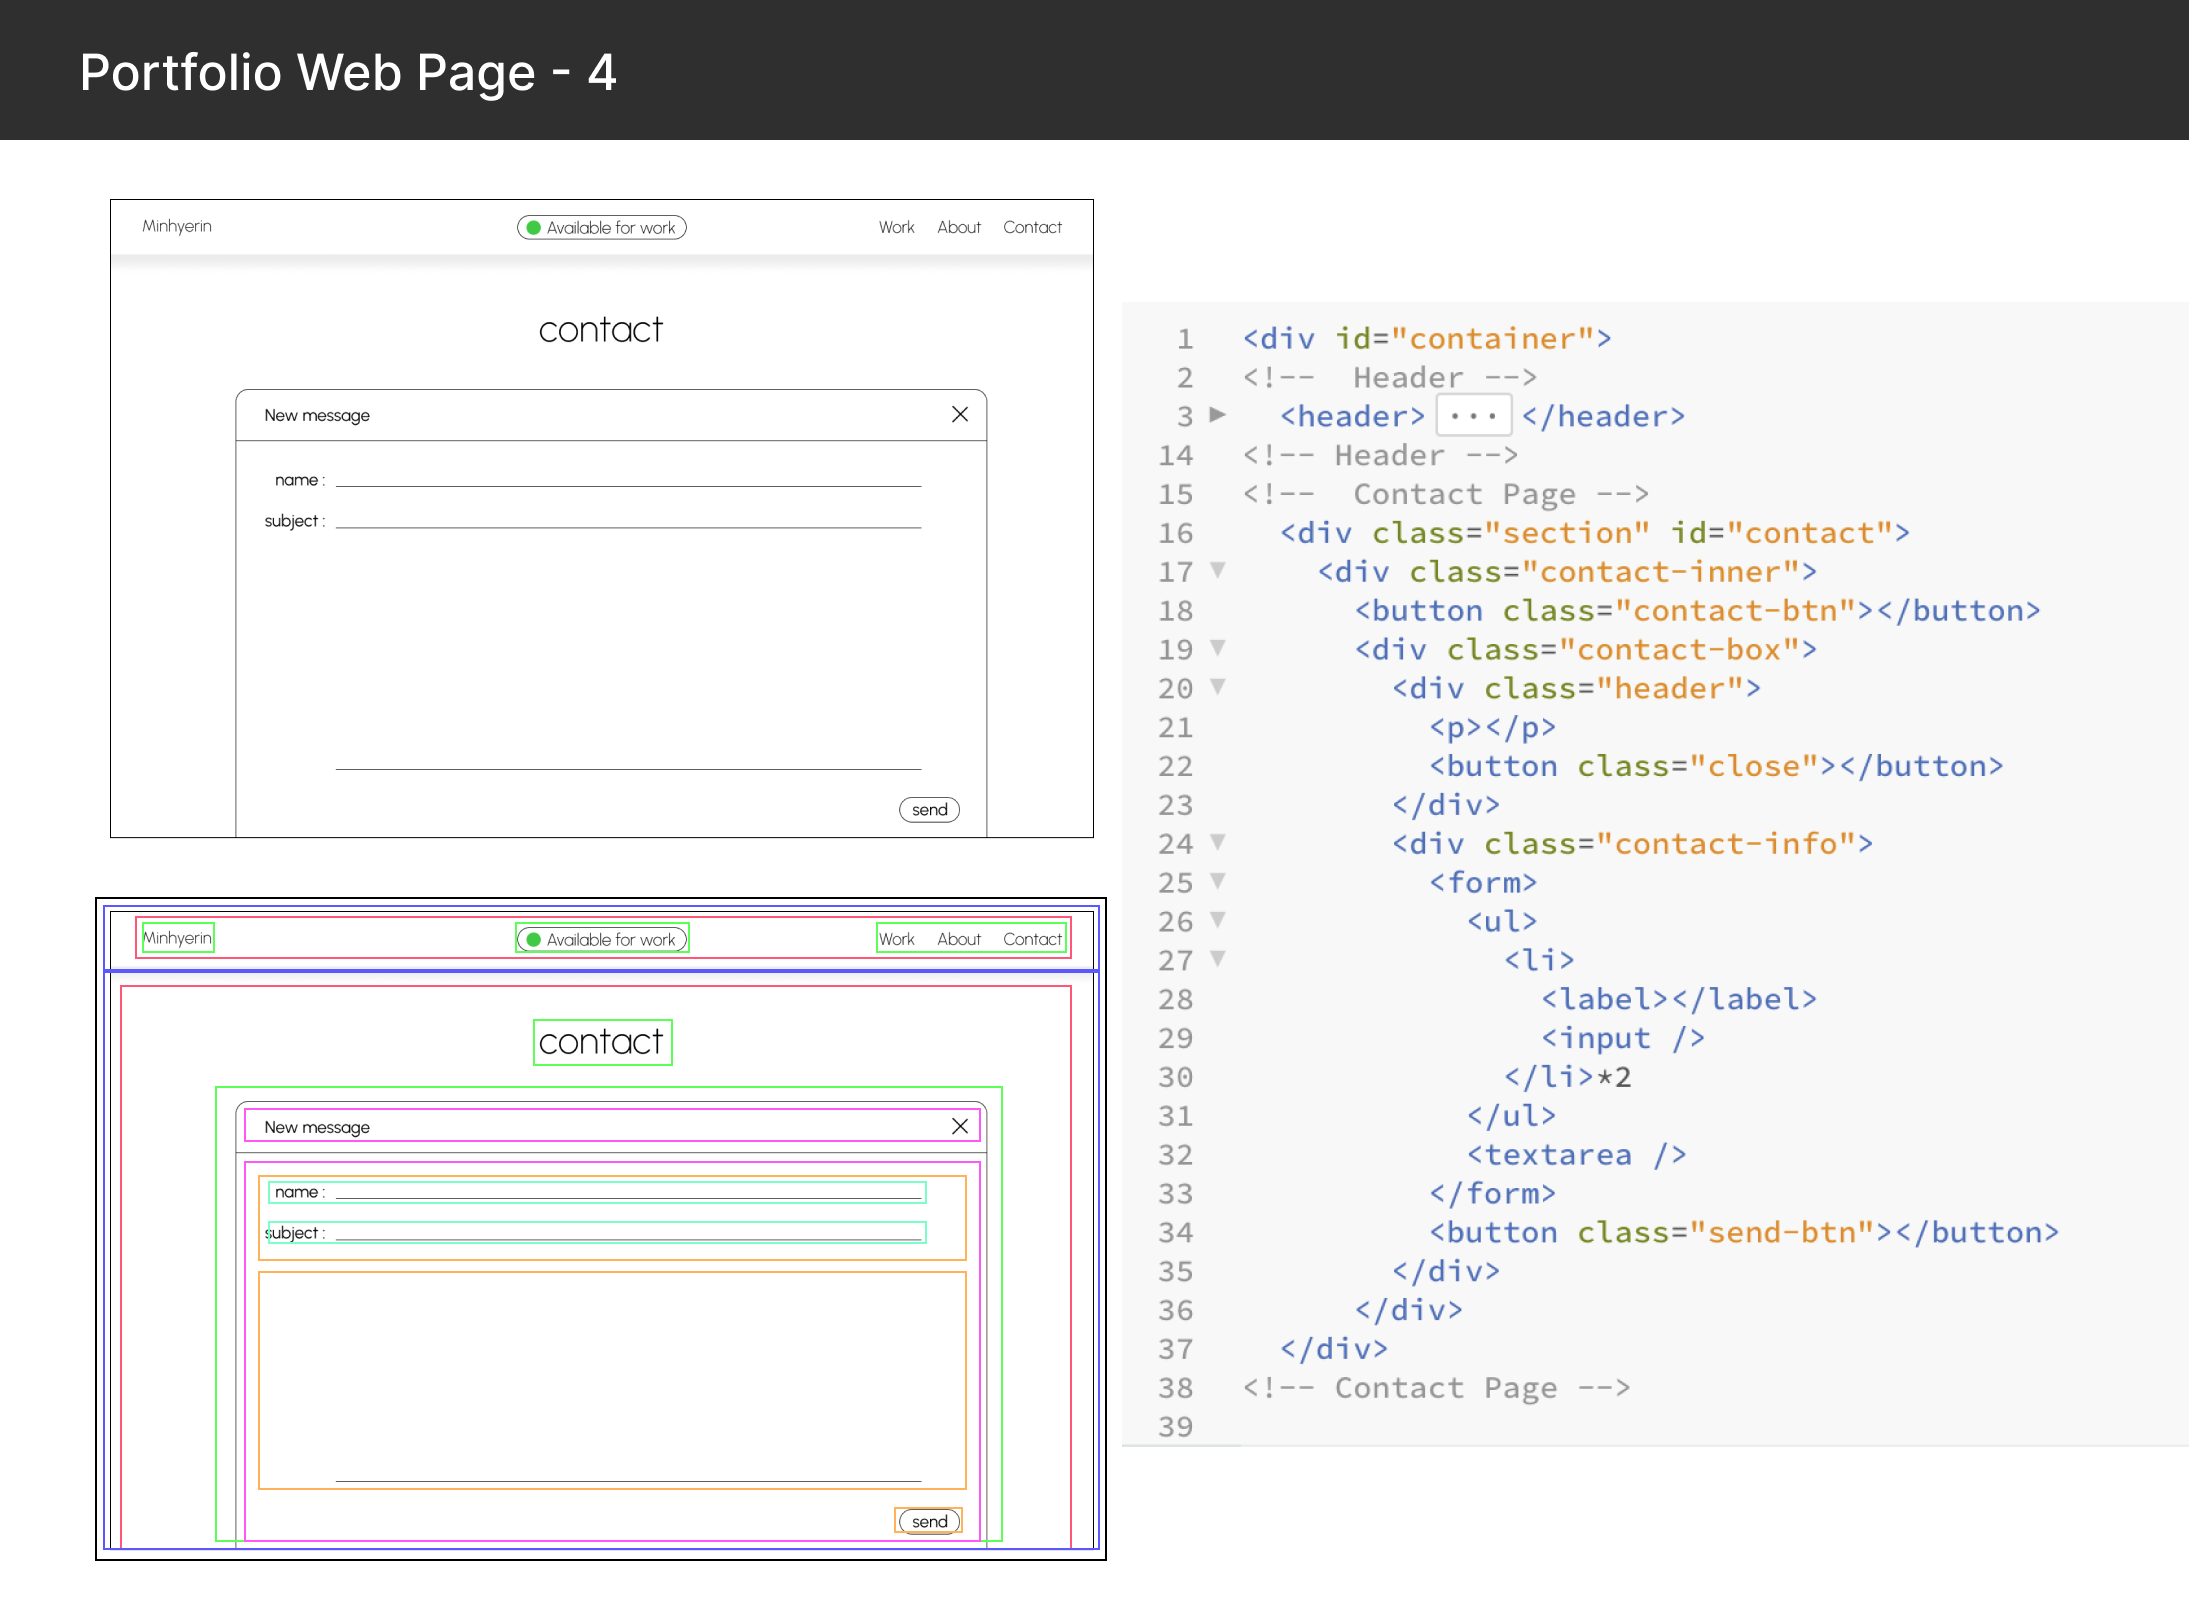 Portfolio Web Page - 4
Minhyerin
Available for work
Work About Contact
contact
New message
name :
subject :
send
Minhyerin
Available for work
Work About Contact
contact
New message
name :
subject :
send
1 <div id="container">
2 <!--  Header -->
3 <header> ... </header>
14 <!-- Header -->
15 <!--  Contact Page -->
16 <div class="section" id="contact">
17 <div class="contact-inner">
18 <button class="contact-btn"></button>
19 <div class="contact-box">
20 <div class="header">
21 <p></p>
22 <button class="close"></button>
23 </div>
24 <div class="contact-info">
25 <form>
26 <ul>
27 <li>
28 <label></label>
29 <input />
30 </li>*2
31 </ul>
32 <textarea />
33 </form>
34 <button class="send-btn"></button>
35 </div>
36 </div>
37 </div>
38 <!-- Contact Page -->
39